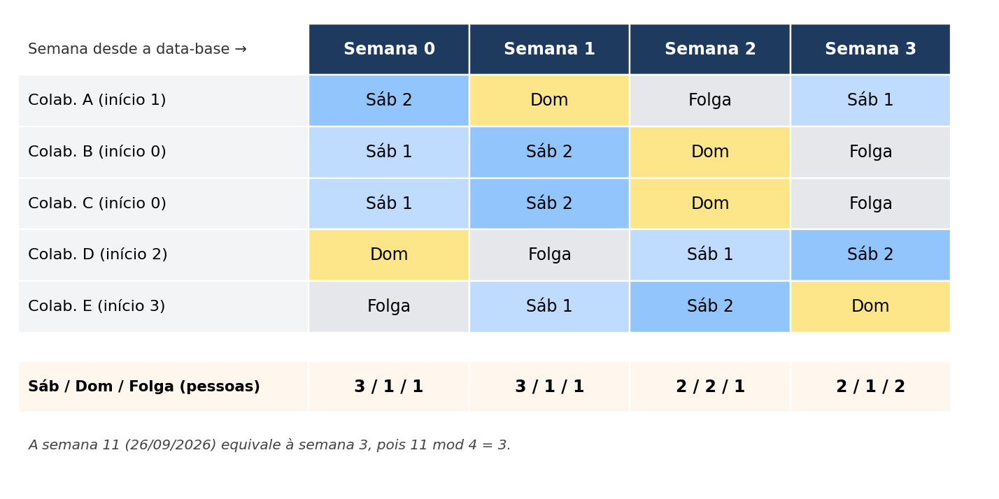 Semana desde a data-base → Semana 0 Semana 1 Semana 2 Semana 3
Colab. A (início 1) Sáb 2 Dom Folga Sáb 1
Colab. B (início 0) Sáb 1 Sáb 2 Dom Folga
Colab. C (início 0) Sáb 1 Sáb 2 Dom Folga
Colab. D (início 2) Dom Folga Sáb 1 Sáb 2
Colab. E (início 3) Folga Sáb 1 Sáb 2 Dom
Sáb / Dom / Folga (pessoas) 3 / 1 / 1 3 / 1 / 1 2 / 2 / 1 2 / 1 / 2
A semana 11 (26/09/2026) equivale à semana 3, pois 11 mod 4 = 3.